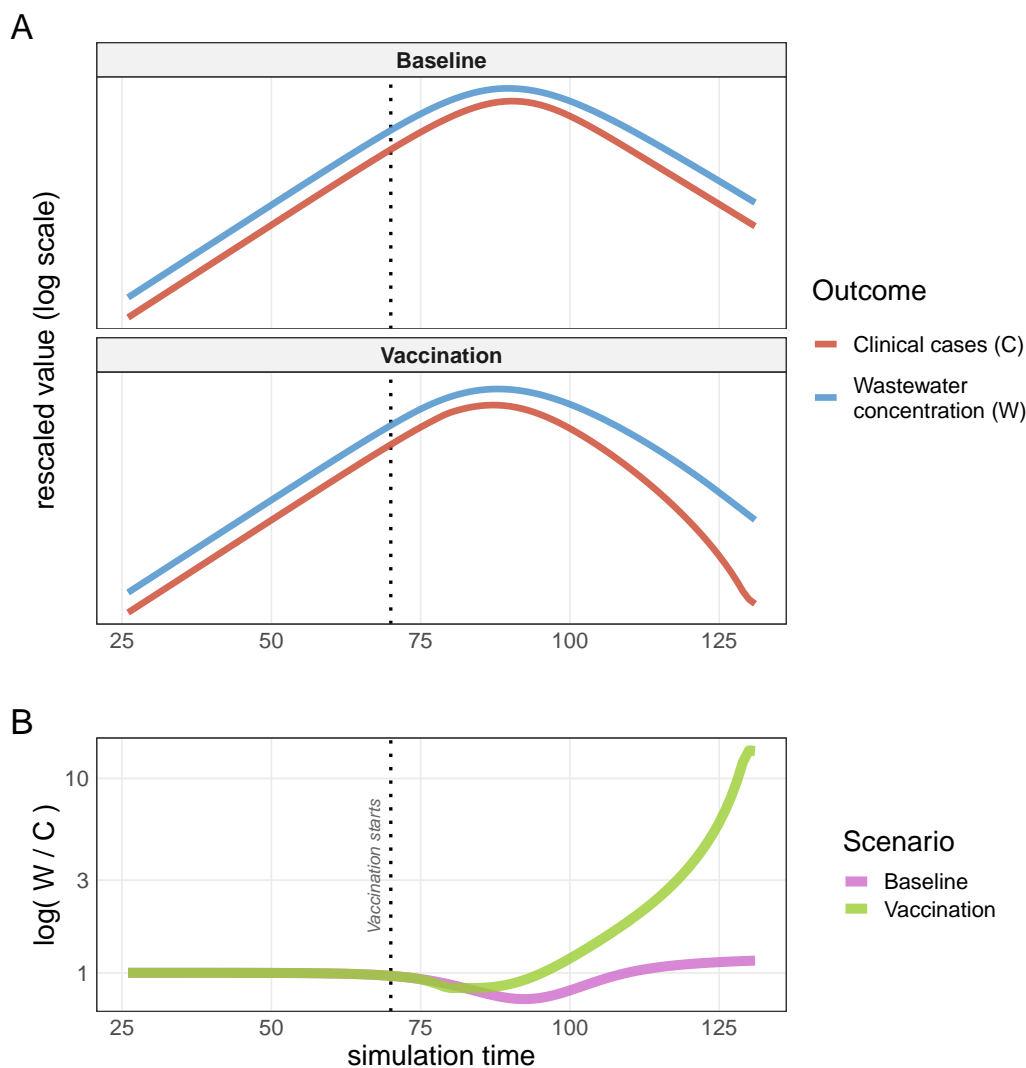 A
Baseline
rescaled value (log scale)
Vaccination
25 50 75 100 125
Outcome
Clinical cases (C)
Wastewater
concentration (W)
B
10
3
1
log( W / C )
Vaccination starts
25 50 75 100 125
simulation time
Scenario
Baseline
Vaccination